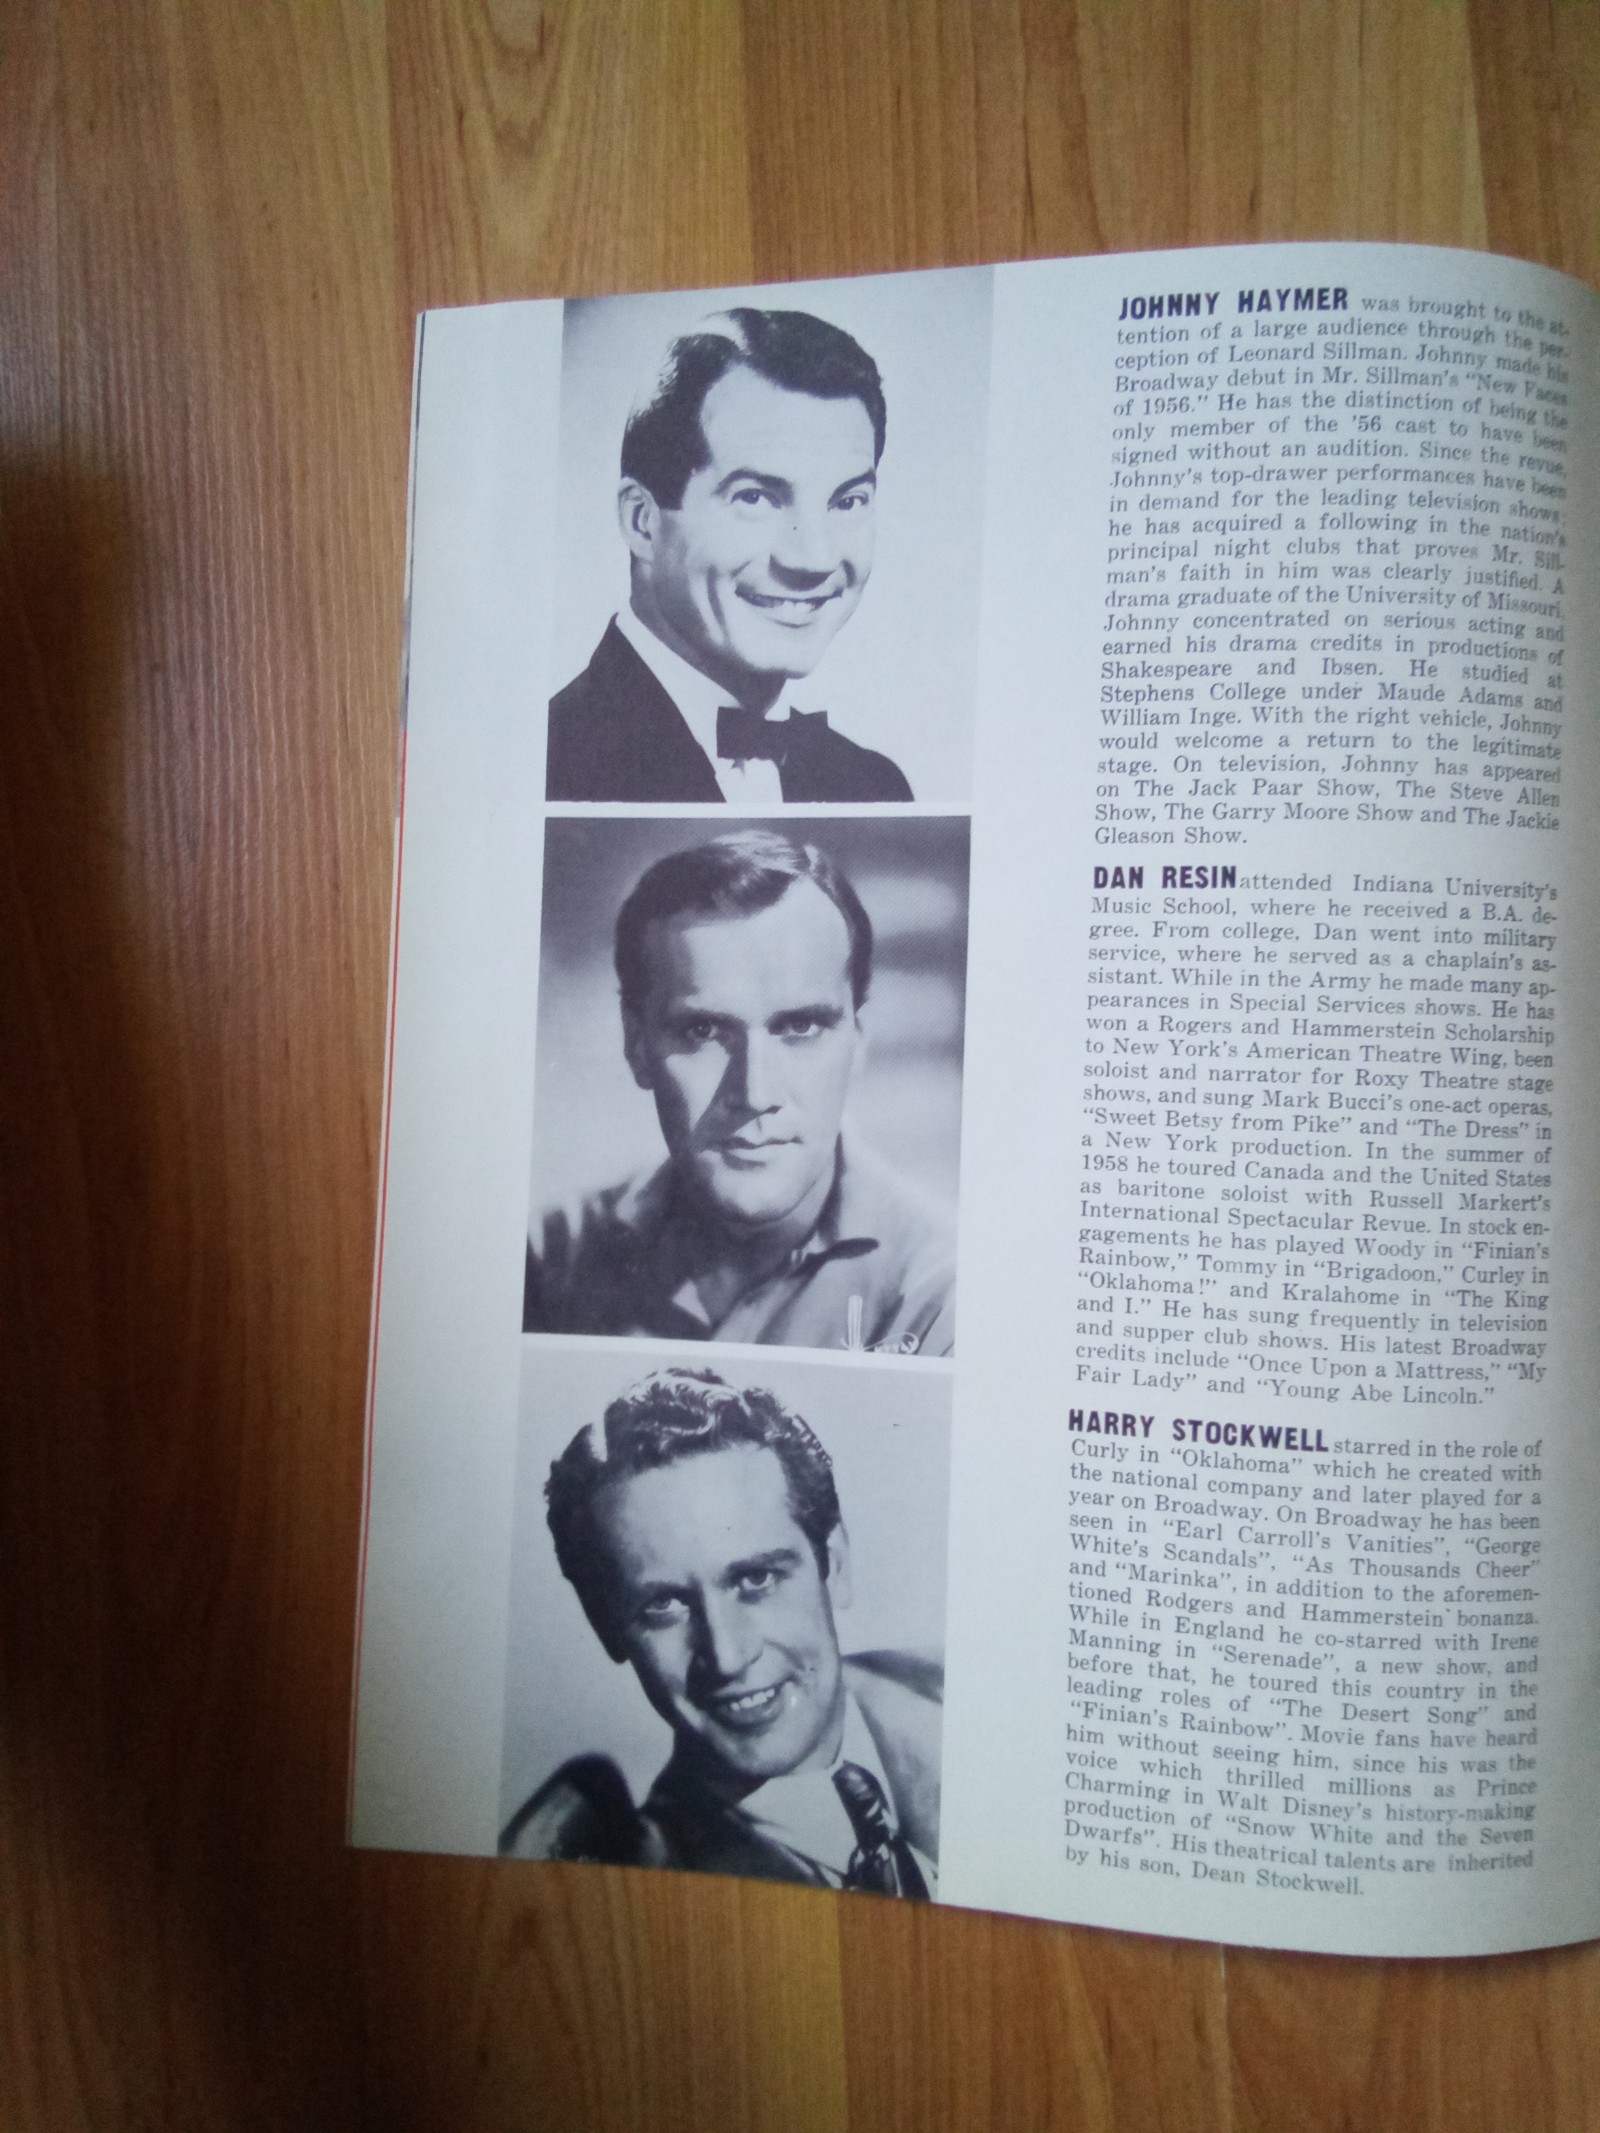 JOHNNY HAYMER was brought to the at-
tention of a large audience through the per-
ception of Leonard Sillman. Johnny made his
Broadway debut in Mr. Sillman's "New Faces
of 1956." He has the distinction of being the
only member of the '56 cast to have been
signed without an audition. Since the revue,
Johnny's top-drawer performances have been
in demand for the leading television shows;
he has acquired a following in the nation's
principal night clubs that proves Mr. Sill-
man's faith in him was clearly justified. A
drama graduate of the University of Missouri,
Johnny concentrated on serious acting and
earned his drama credits in productions of
Shakespeare and Ibsen. He studied at
Stephens College under Maude Adams and
William Inge. With the right vehicle, Johnny
would welcome a return to the legitimate
stage. On television, Johnny has appeared
on The Jack Paar Show, The Steve Allen
Show, The Garry Moore Show and The Jackie
Gleason Show.
DAN RESIN attended Indiana University's
Music School, where he received a B.A. de-
gree. From college, Dan went into military
service, where he served as a chaplain's as-
sistant. While in the Army he made many ap-
pearances in Special Services shows. He has
won a Rogers and Hammerstein Scholarship
to New York's American Theatre Wing, been
soloist and narrator for Roxy Theatre stage
shows, and sung Mark Bucci's one-act operas,
"Sweet Betsy from Pike" and "The Dress" in
a New York production. In the summer of
1958 he toured Canada and the United States
as baritone soloist with Russell Markert's
International Spectacular Revue. In stock en-
gagements he has played Woody in "Finian's
Rainbow," Tommy in "Brigadoon," Curley in
"Oklahoma!" and Kralahome in "The King
and I." He has sung frequently in television
and supper club shows. His latest Broadway
credits include "Once Upon a Mattress," "My
Fair Lady" and "Young Abe Lincoln."
HARRY STOCKWELL starred in the role of
Curly in "Oklahoma" which he created with
the national company and later played for a
year on Broadway. On Broadway he has been
seen in "Earl Carroll's Vanities", "George
White's Scandals", "As Thousands Cheer"
and "Marinka", in addition to the aforemen-
tioned Rodgers and Hammerstein bonanza.
While in England he co-starred with Irene
Manning in "Serenade", a new show, and
before that, he toured this country in the
leading roles of "The Desert Song" and
"Finian's Rainbow". Movie fans have heard
him without seeing him, since his was the
voice which thrilled millions as Prince
Charming in Walt Disney's history-making
production of "Snow White and the Seven
Dwarfs". His theatrical talents are inherited
by his son, Dean Stockwell.